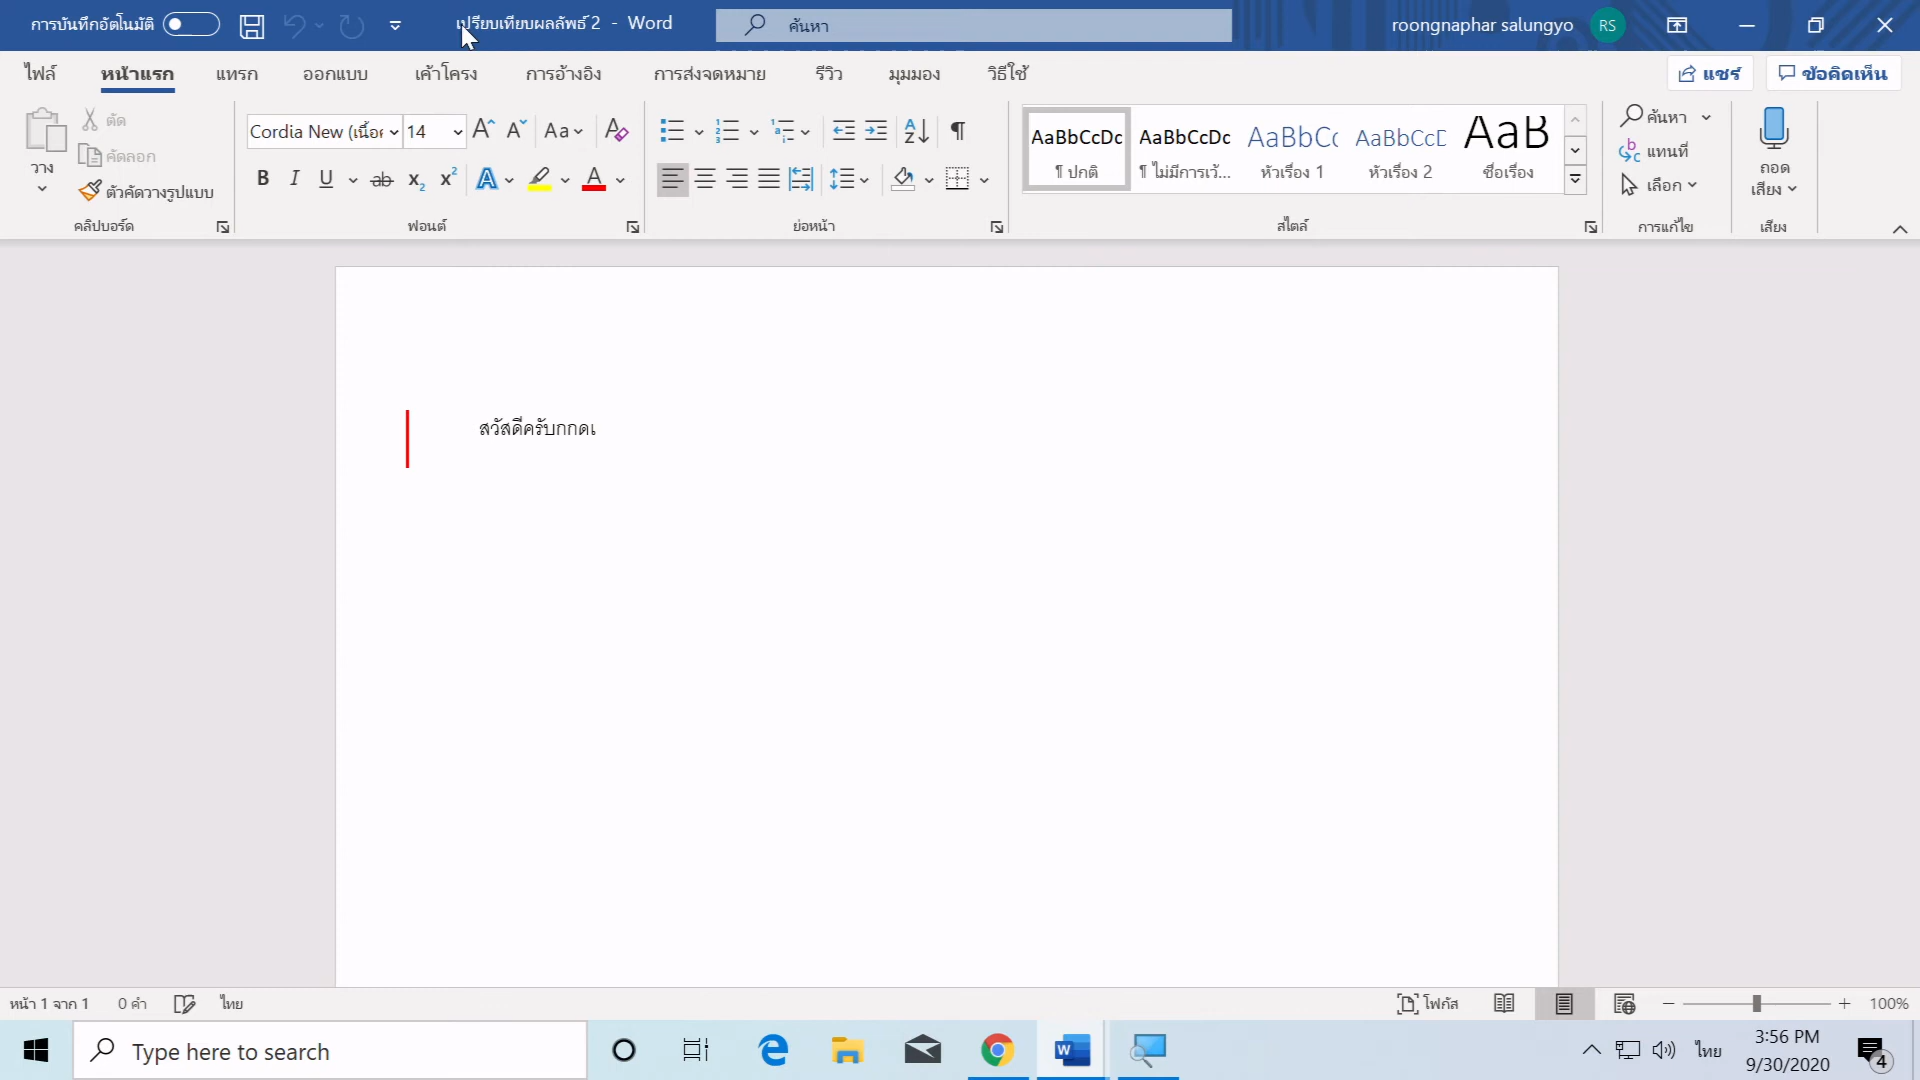 การบันทึกอัตโนมัติ
เปรียบเทียบผลลัพธ์ 2 - Word
ค้นหา
roongnaphar salungyo
RS
ไฟล์ หน้าแรก แทรก ออกแบบ เค้าโครง การอ้างอิง การส่งจดหมาย รีวิว มุมมอง วิธีใช้
แชร์
ข้อคิดเห็น
วาง
ตัด
คัดลอก
ตัวคัดวางรูปแบบ
คลิปบอร์ด
Cordia New (เนื้อ
14
ฟอนต์
ย่อหน้า
AaBbCcDc AaBbCcDc AaBbCc AaBbCcD AaB
¶ ปกติ ¶ ไม่มีการเว้... หัวเรื่อง 1 หัวเรื่อง 2 ชื่อเรื่อง
สไตล์
ค้นหา
แทนที่
เลือก
การแก้ไข
ถอด
เสียง
เสียง
สวัสดีครับกกดเ
หน้า 1 จาก 1 0 คำ ไทย
โฟกัส
100%
Type here to search
ไทย
3:56 PM
9/30/2020
4